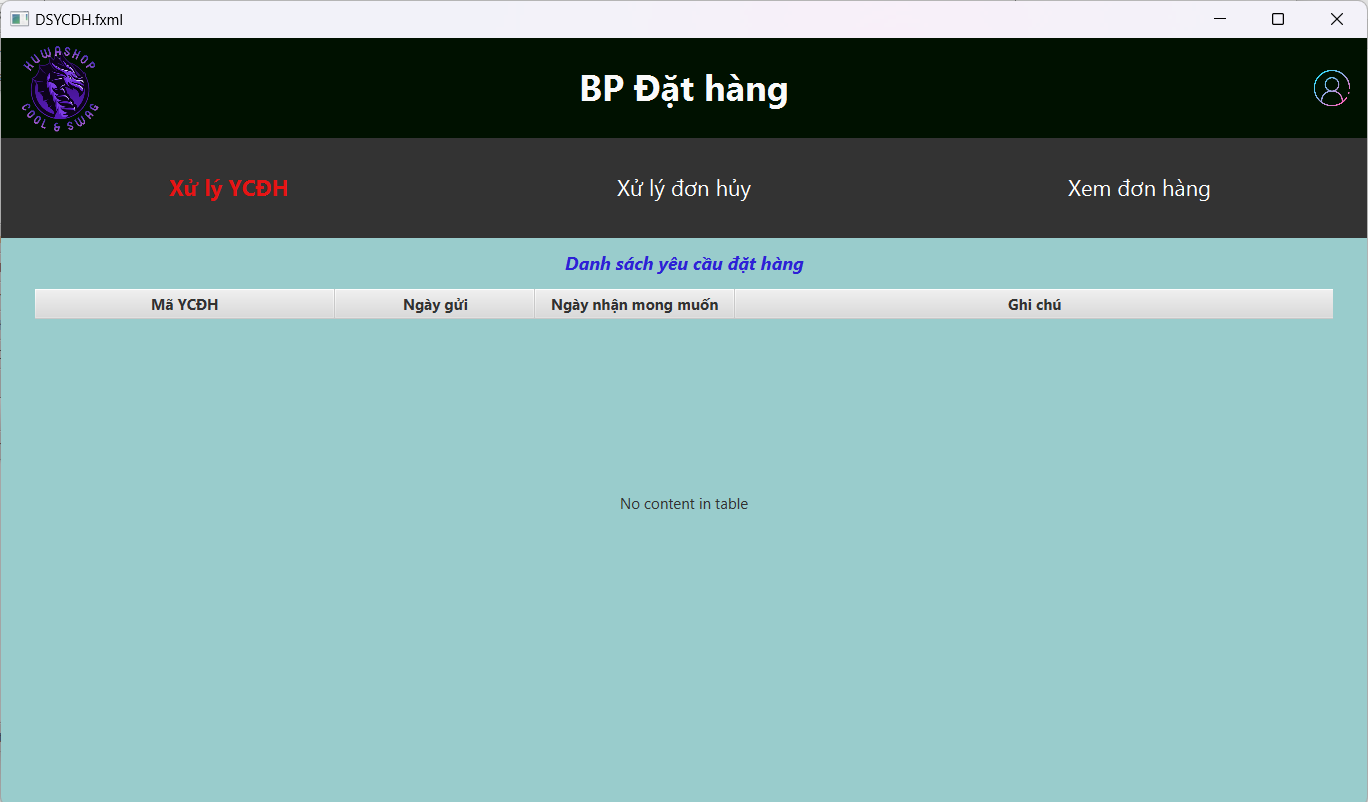 DSYCDH.fxml
HUWASHOP
COOL & SWAG
BP Đặt hàng
Xử lý YCĐH
Xử lý đơn hủy
Xem đơn hàng
Danh sách yêu cầu đặt hàng
Mã YCĐH
Ngày gửi
Ngày nhận mong muốn
Ghi chú
No content in table